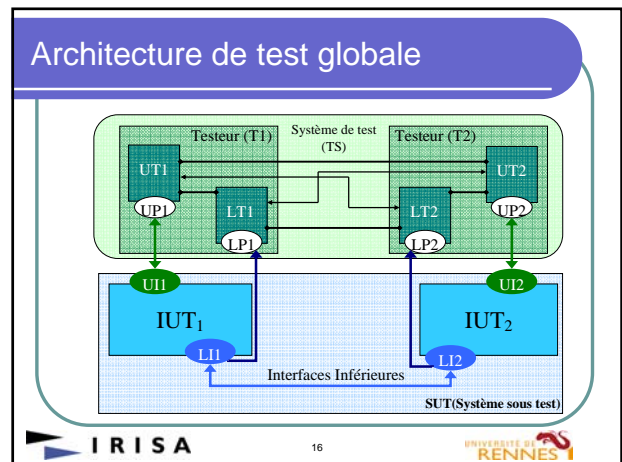 Architecture de test globale
Testeur (T1)
Système de test
(TS)
Testeur (T2)
UT1
UT2
LT1
LT2
UP1
UP2
LP1
LP2
UI1
UI2
IUT1
IUT2
LI1
LI2
Interfaces Inférieures
SUT(Système sous test)
IRISA
16
UNIVERSITÉ DE
RENNES 1